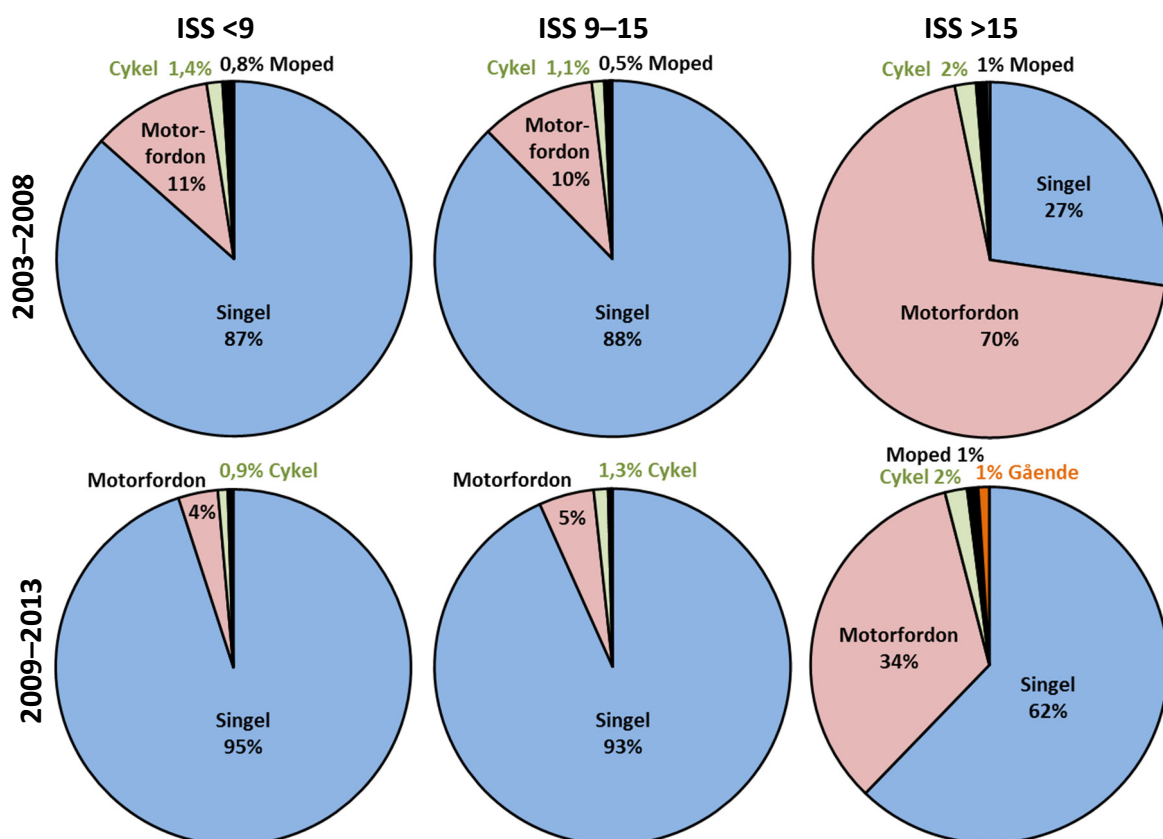 ISS <9
ISS 9–15
ISS >15
2003–2008
Cykel 1,4%
0,8% Moped
Motor-
fordon
11%
Singel
87%
Cykel 1,1%
0,5% Moped
Motor-
fordon
10%
Singel
88%
Cykel 2%
1% Moped
Singel
27%
Motorfordon
70%
2009–2013
Motorfordon
0,9% Cykel
4%
Singel
95%
Motorfordon
1,3% Cykel
5%
Singel
93%
Moped 1%
Cykel 2%
1% Gående
Motorfordon
34%
Singel
62%